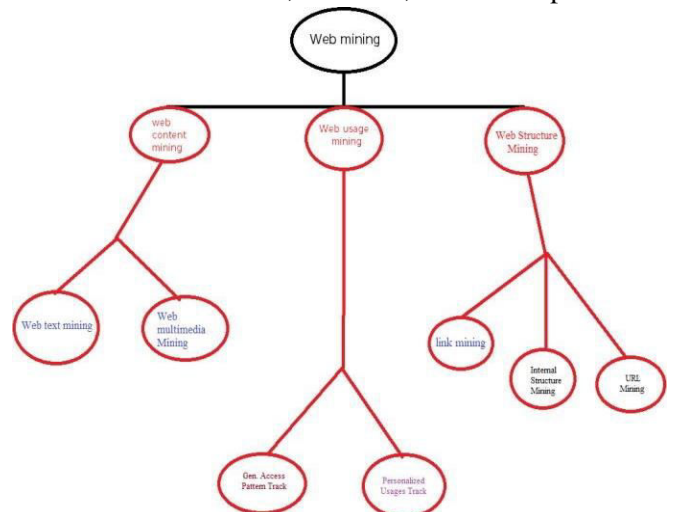 Web mining
web
content
mining
Web usage
mining
Web Structure
Mining
Web text mining
Web
multimedia
Mining
link mining
Internal
Structure
Mining
URL
Mining
Gen. Access
Pattern Track
Personalized
Usages Track